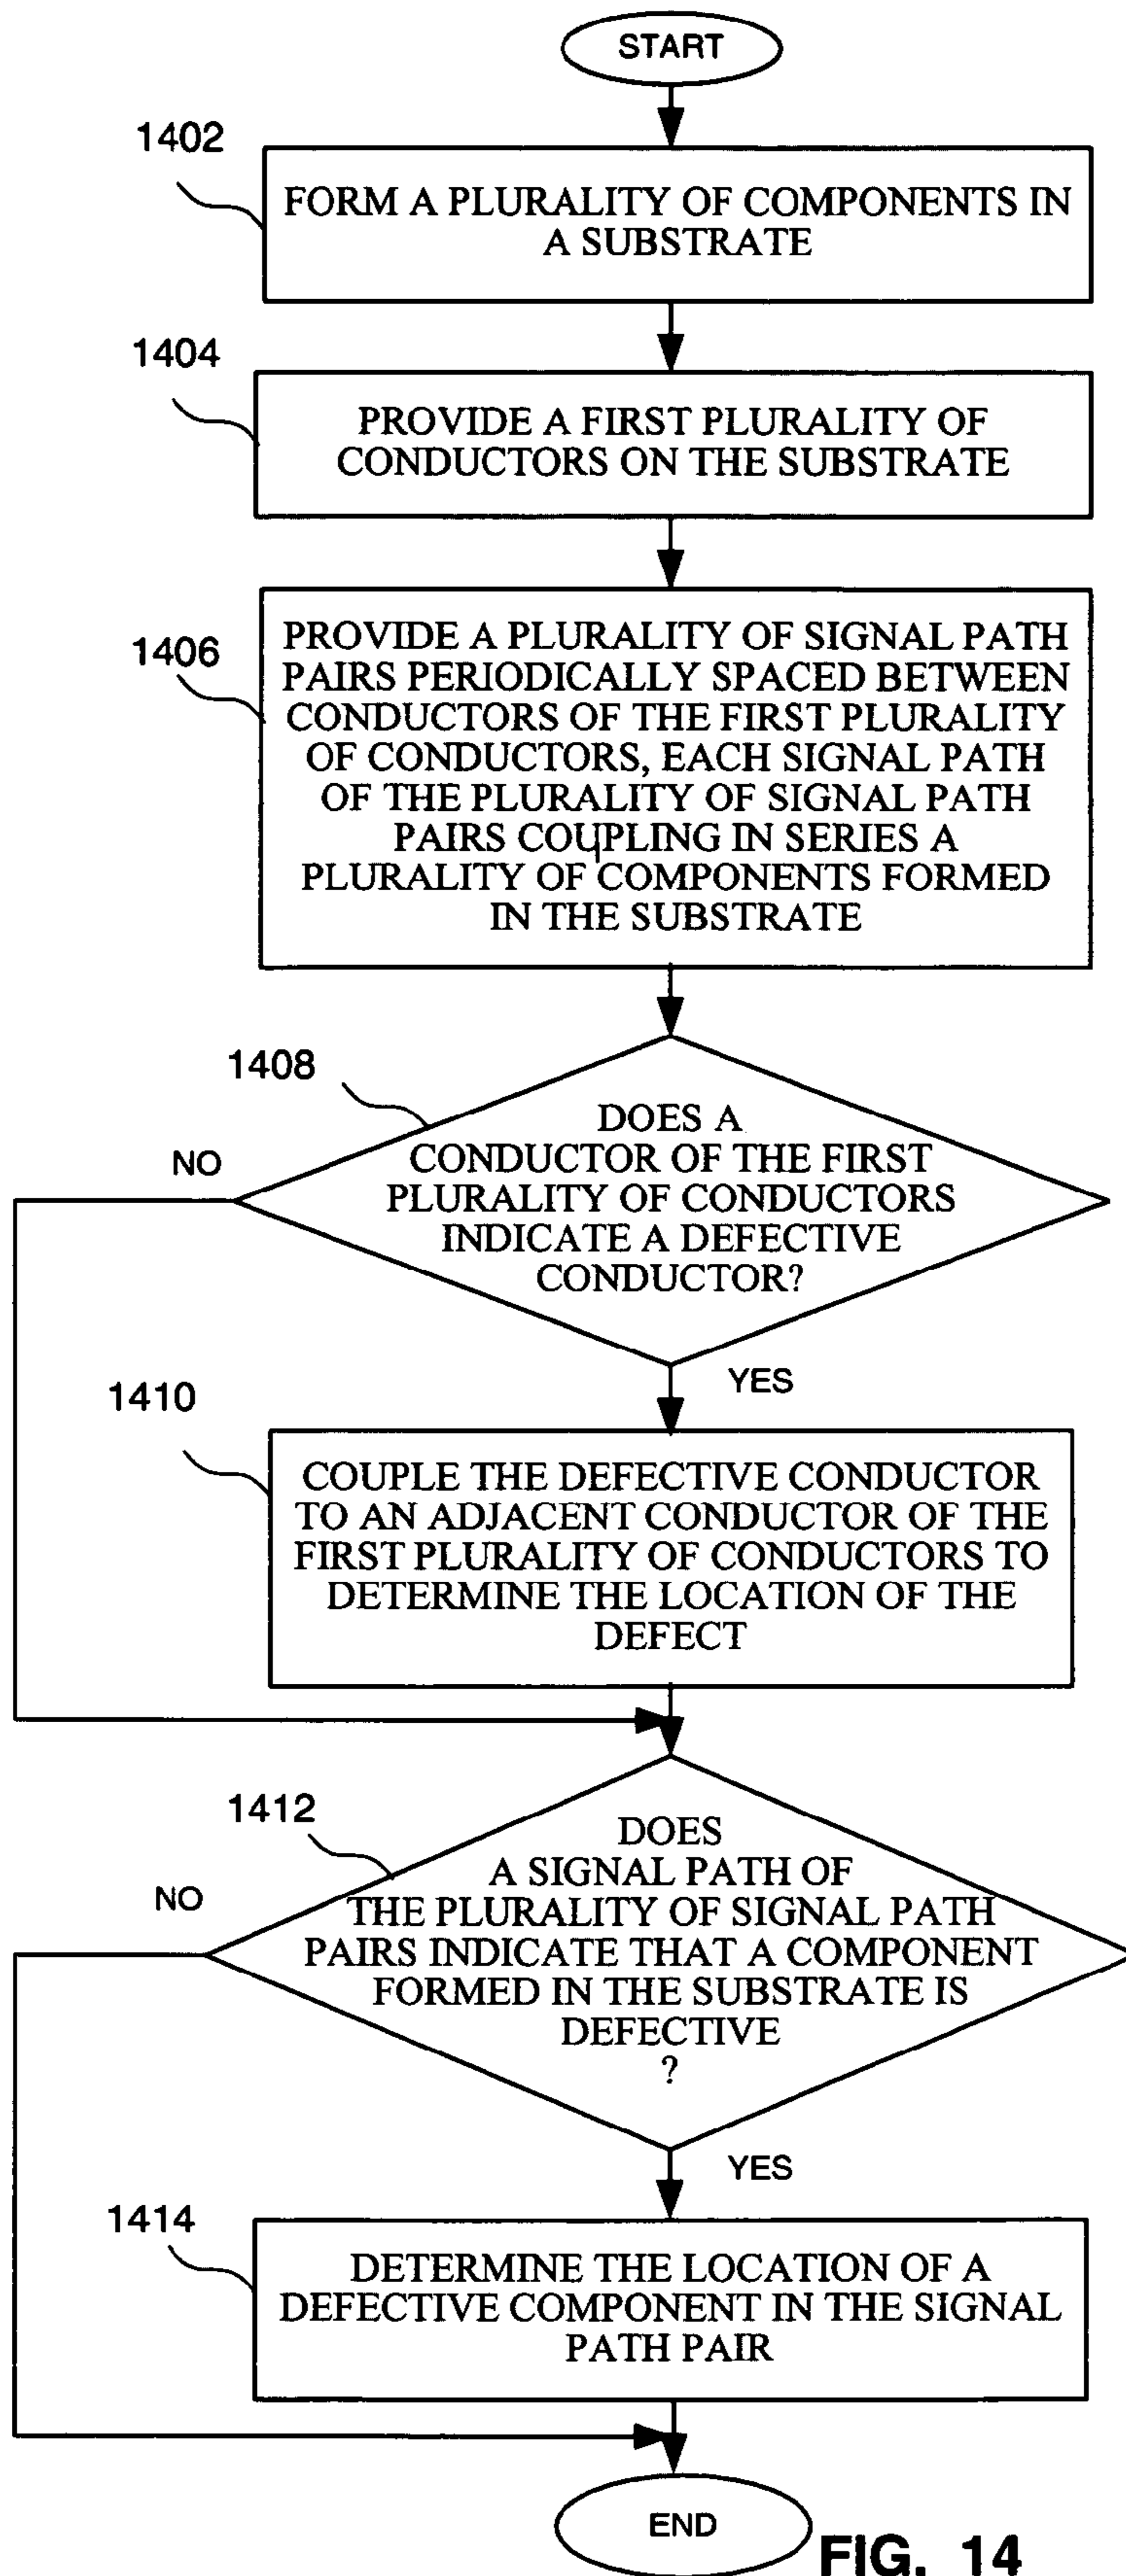 START
1402
FORM A PLURALITY OF COMPONENTS IN
A SUBSTRATE
1404
PROVIDE A FIRST PLURALITY OF
CONDUCTORS ON THE SUBSTRATE
1406
PROVIDE A PLURALITY OF SIGNAL PATH
PAIRS PERIODICALLY SPACED BETWEEN
CONDUCTORS OF THE FIRST PLURALITY
OF CONDUCTORS, EACH SIGNAL PATH
OF THE PLURALITY OF SIGNAL PATH
PAIRS COUPLING IN SERIES A
PLURALITY OF COMPONENTS FORMED
IN THE SUBSTRATE
1408
NO
DOES A
CONDUCTOR OF THE FIRST
PLURALITY OF CONDUCTORS
INDICATE A DEFECTIVE
CONDUCTOR?
YES
1410
COUPLE THE DEFECTIVE CONDUCTOR
TO AN ADJACENT CONDUCTOR OF THE
FIRST PLURALITY OF CONDUCTORS TO
DETERMINE THE LOCATION OF THE
DEFECT
1412
NO
DOES
A SIGNAL PATH OF
THE PLURALITY OF SIGNAL PATH
PAIRS INDICATE THAT A COMPONENT
FORMED IN THE SUBSTRATE IS
DEFECTIVE
?
YES
1414
DETERMINE THE LOCATION OF A
DEFECTIVE COMPONENT IN THE SIGNAL
PATH PAIR
END
FIG. 14